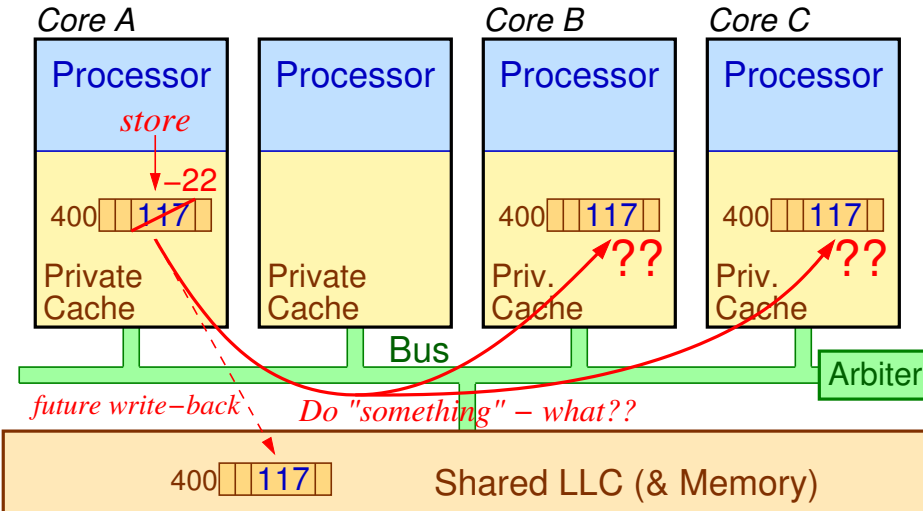 Core A
Core B
Core C
Processor
Processor
Processor
Processor
store
−22
400 117
400 117 ??
400 117 ??
Private
Cache
Private
Cache
Priv.
Cache
Priv.
Cache
Bus
Arbiter
future write−back
Do "something" − what??
400 117
Shared LLC (& Memory)